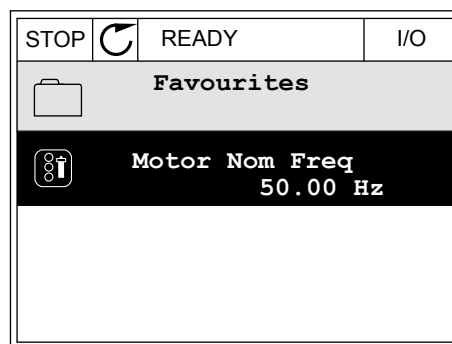 STOP READY I/O
Favourites
Motor Nom Freq
50.00 Hz